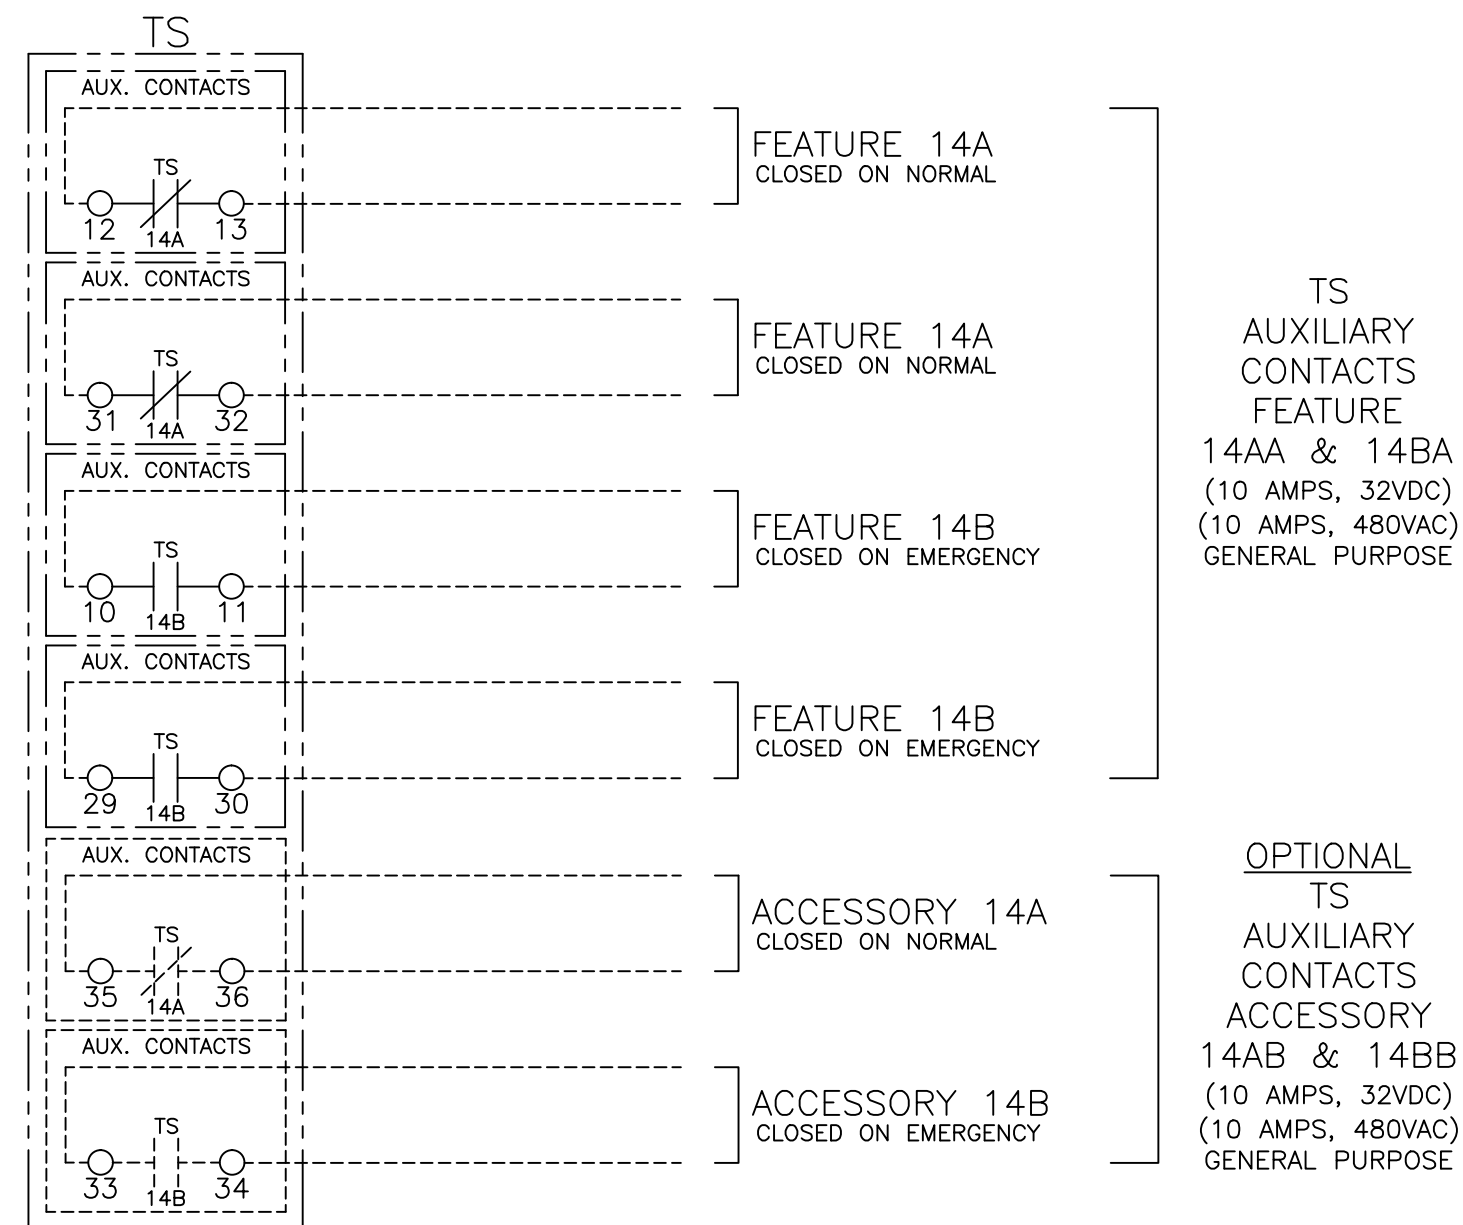 TS
AUX. CONTACTS
TS
12 13
14A
FEATURE 14A
CLOSED ON NORMAL
AUX. CONTACTS
TS
31 32
14A
FEATURE 14A
CLOSED ON NORMAL
AUX. CONTACTS
TS
10 11
14B
FEATURE 14B
CLOSED ON EMERGENCY
AUX. CONTACTS
TS
29 30
14B
FEATURE 14B
CLOSED ON EMERGENCY
TS
AUXILIARY
CONTACTS
FEATURE
14AA & 14BA
(10 AMPS, 32VDC)
(10 AMPS, 480VAC)
GENERAL PURPOSE
AUX. CONTACTS
TS
35 36
14A
ACCESSORY 14A
CLOSED ON NORMAL
AUX. CONTACTS
TS
33 34
14B
ACCESSORY 14B
CLOSED ON EMERGENCY
OPTIONAL
TS
AUXILIARY
CONTACTS
ACCESSORY
14AB & 14BB
(10 AMPS, 32VDC)
(10 AMPS, 480VAC)
GENERAL PURPOSE